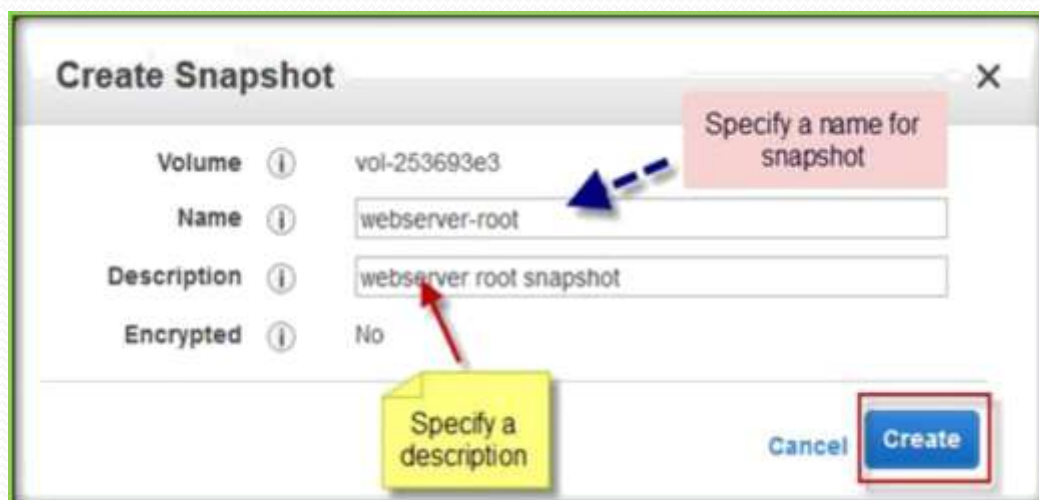 Create Snapshot
Specify a name for
snapshot
Volume vol-253693e3
Name webserver-root
Description webserver root snapshot
Encrypted No
Specify a
description
Cancel Create